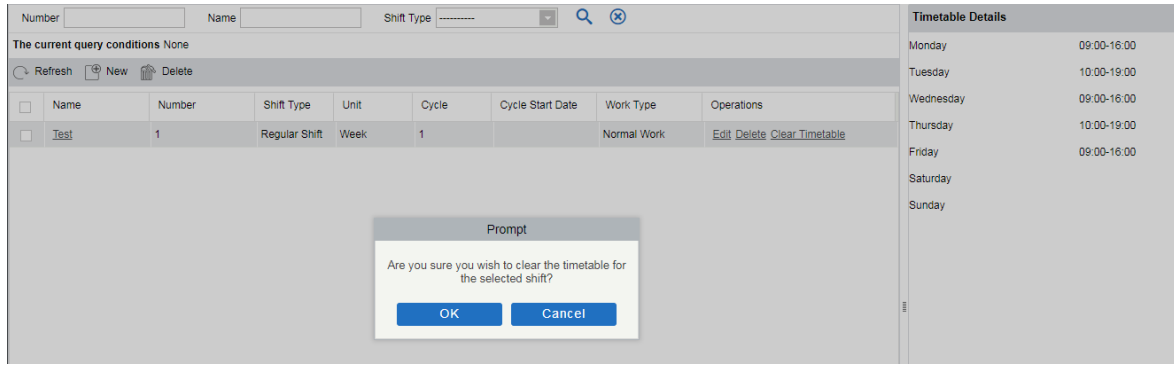 Number Name Shift Type ---------- Timetable Details
The current query conditions None
Monday 09:00-16:00
Refresh New Delete
Tuesday 10:00-19:00
Name Number Shift Type Unit Cycle Cycle Start Date Work Type Operations
Wednesday 09:00-16:00
Test 1 Regular Shift Week 1 Normal Work Edit Delete Clear Timetable
Thursday 10:00-19:00
Friday 09:00-16:00
Saturday
Sunday
Prompt
Are you sure you wish to clear the timetable for
the selected shift?
OK Cancel